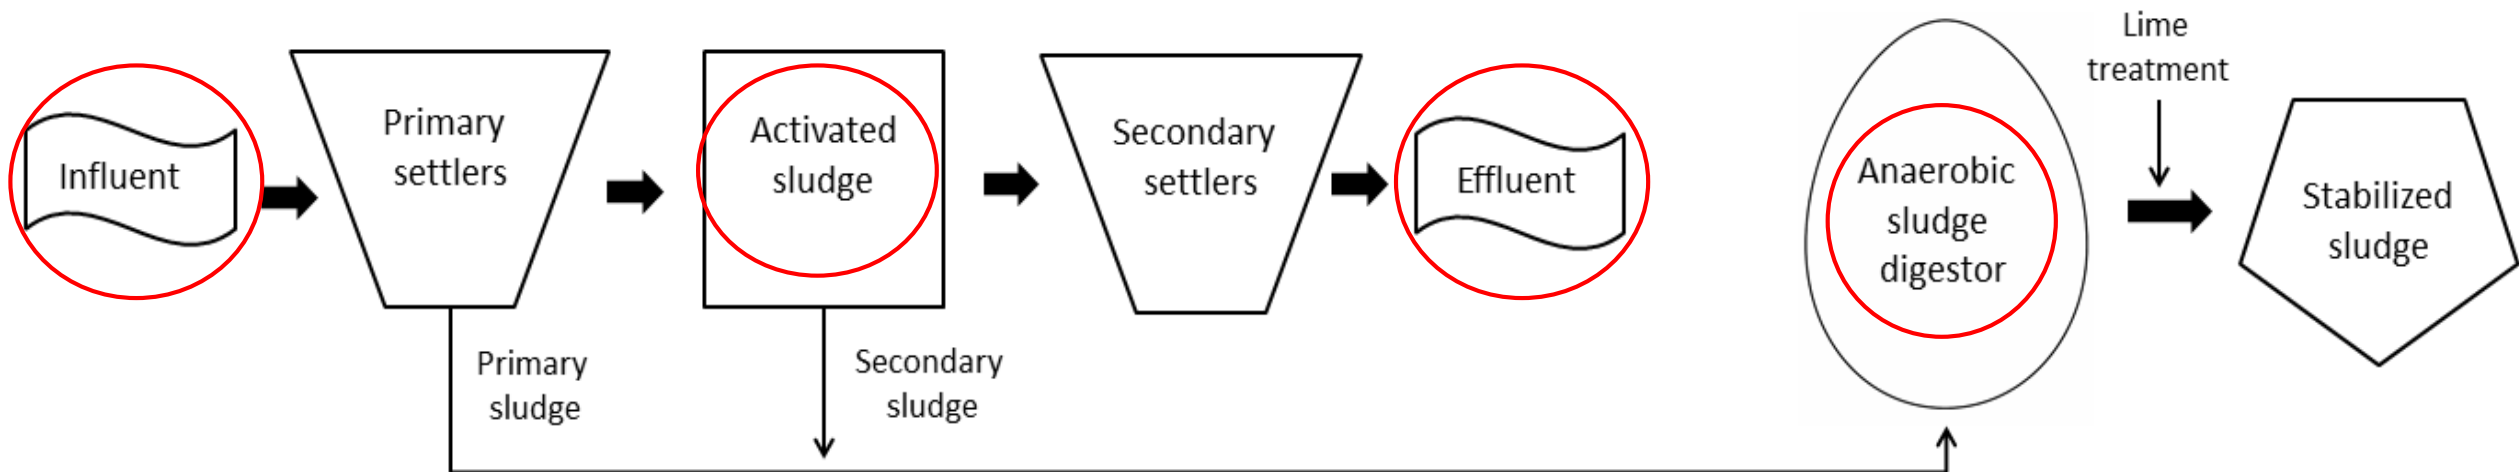 Influent
Primary
settlers
Primary
sludge
Activated
sludge
Secondary
sludge
Secondary
settlers
Effluent
Anaerobic
sludge
digestor
Lime
treatment
Stabilized
sludge